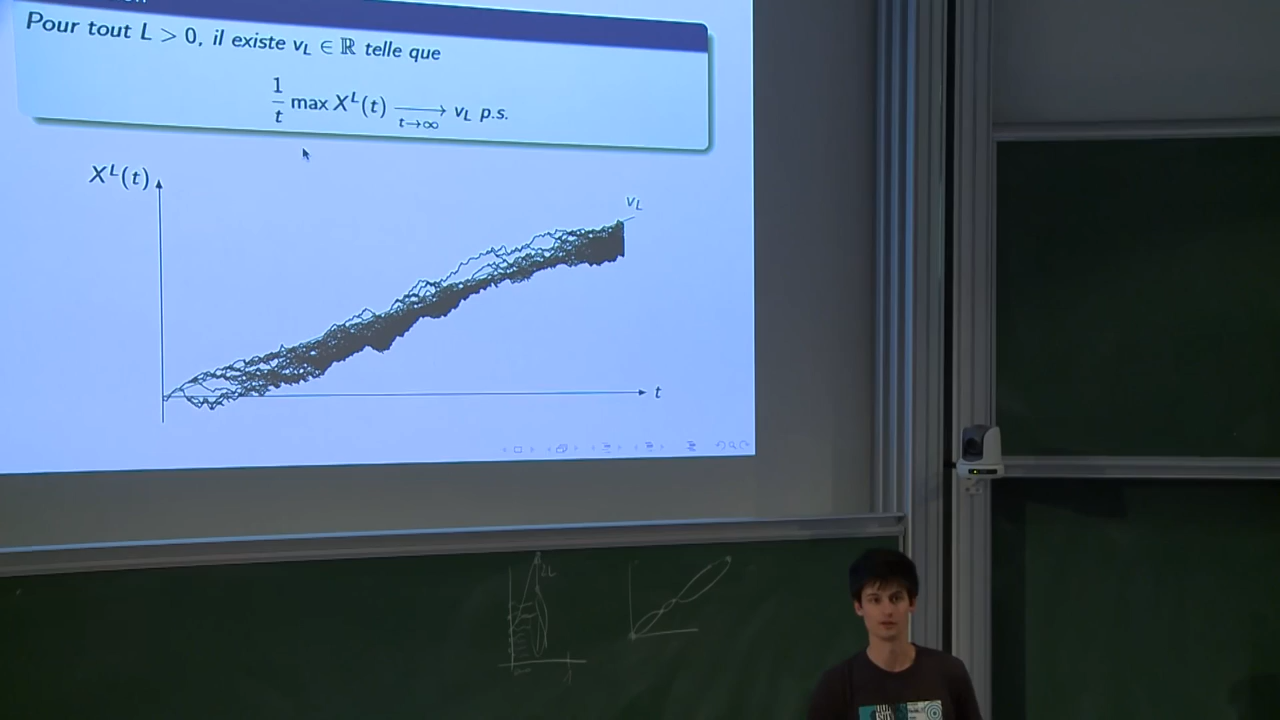 Pour tout L > 0, il existe v_L ∈ ℝ telle que
1/t max X^L(t) ⟶ v_L p.s.
t→∞
X^L(t)
v_L
t